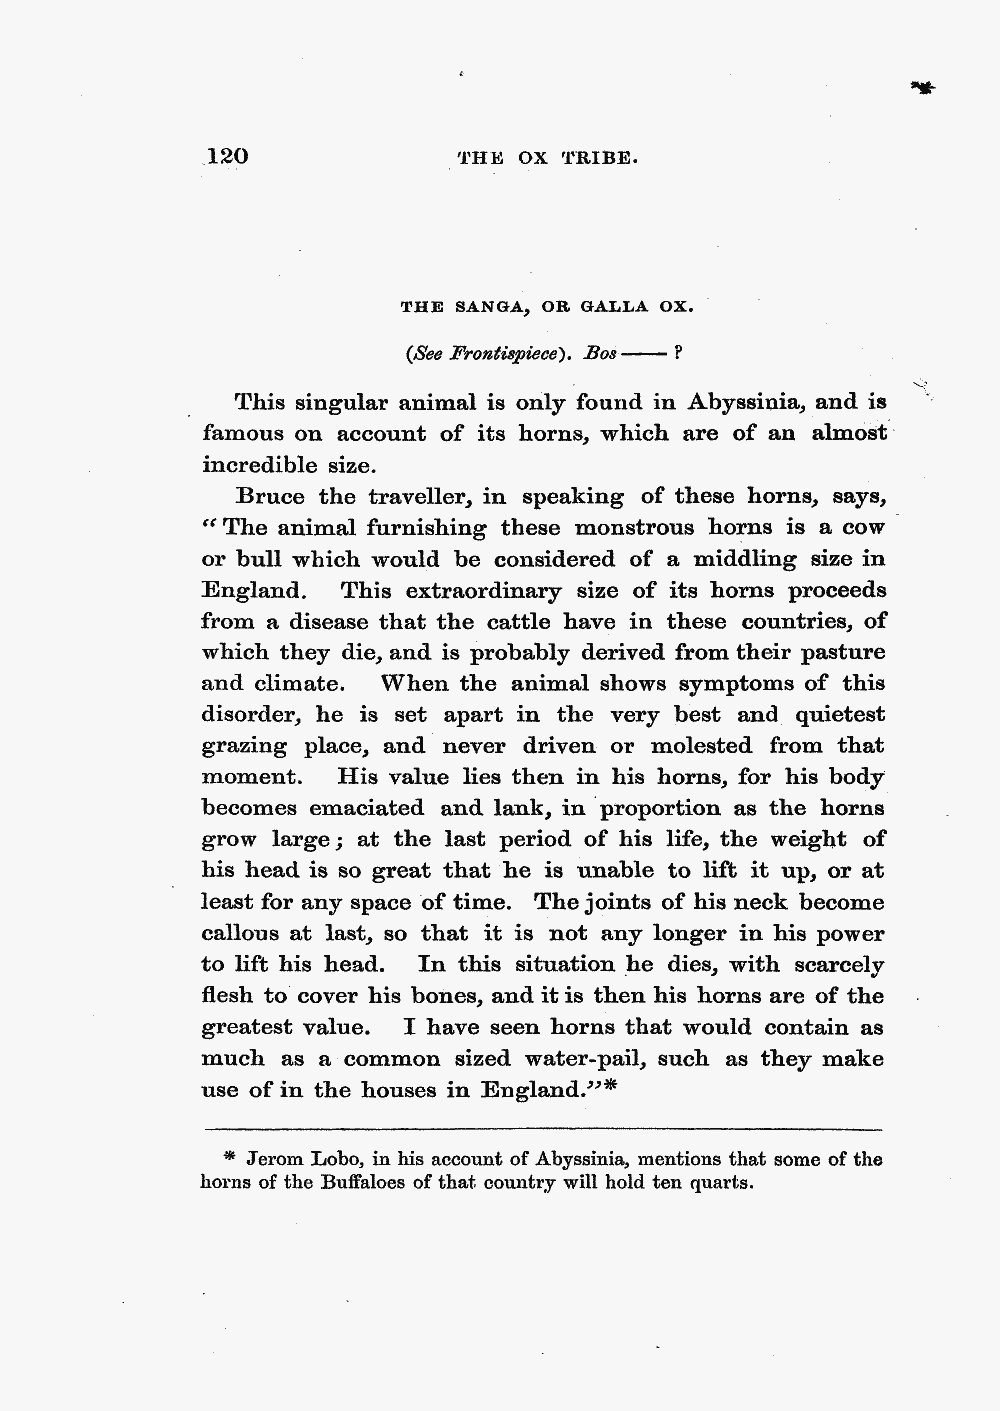 120 THE OX TRIBE.
THE SANGA, OR GALLA OX.
(See Frontispiece). Bos —— ?
This singular animal is only found in Abyssinia, and is
famous on account of its horns, which are of an almost
incredible size.
Bruce the traveller, in speaking of these horns, says,
“The animal furnishing these monstrous horns is a cow
or bull which would be considered of a middling size in
England. This extraordinary size of its horns proceeds
from a disease that the cattle have in these countries, of
which they die, and is probably derived from their pasture
and climate. When the animal shows symptoms of this
disorder, he is set apart in the very best and quietest
grazing place, and never driven or molested from that
moment. His value lies then in his horns, for his body
becomes emaciated and lank, in proportion as the horns
grow large; at the last period of his life, the weight of
his head is so great that he is unable to lift it up, or at
least for any space of time. The joints of his neck become
callous at last, so that it is not any longer in his power
to lift his head. In this situation he dies, with scarcely
flesh to cover his bones, and it is then his horns are of the
greatest value. I have seen horns that would contain as
much as a common sized water-pail, such as they make
use of in the houses in England.”*
* Jerom Lobo, in his account of Abyssinia, mentions that some of the
horns of the Buffaloes of that country will hold ten quarts.